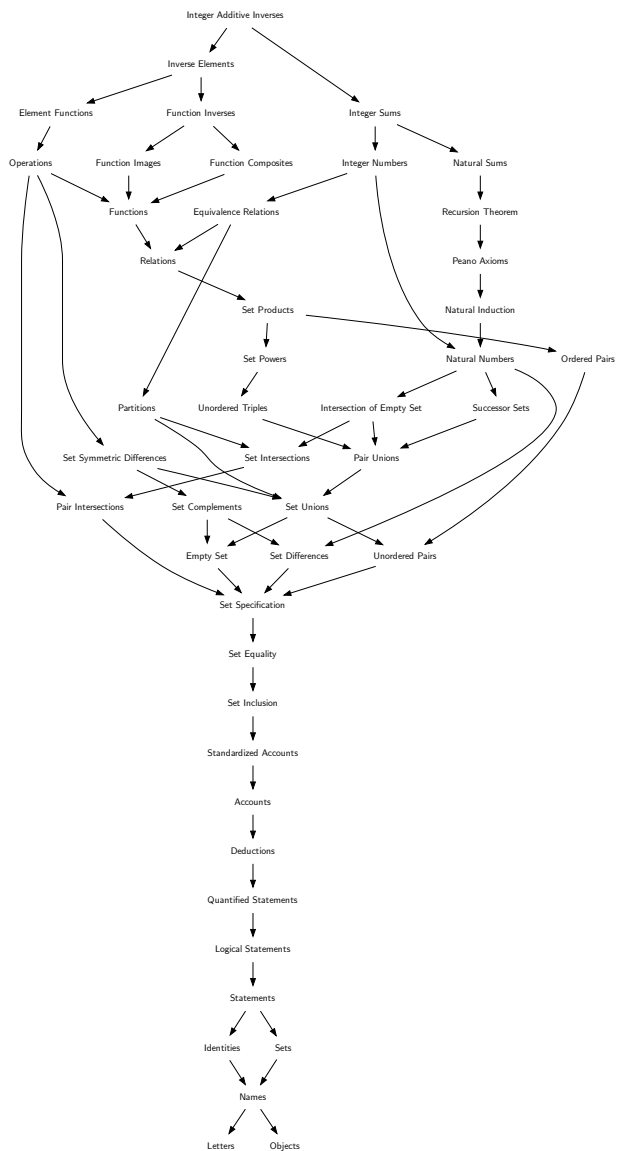 Integer Additive Inverses
Inverse Elements
Element Functions
Function Inverses
Integer Sums
Operations
Function Images
Function Composites
Integer Numbers
Natural Sums
Functions
Equivalence Relations
Recursion Theorem
Relations
Peano Axioms
Set Products
Natural Induction
Set Powers
Natural Numbers
Ordered Pairs
Partitions
Unordered Triples
Intersection of Empty Set
Successor Sets
Set Symmetric Differences
Set Intersections
Pair Unions
Pair Intersections
Set Complements
Set Unions
Empty Set
Set Differences
Unordered Pairs
Set Specification
Set Equality
Set Inclusion
Standardized Accounts
Accounts
Deductions
Quantified Statements
Logical Statements
Statements
Identities
Sets
Names
Letters
Objects